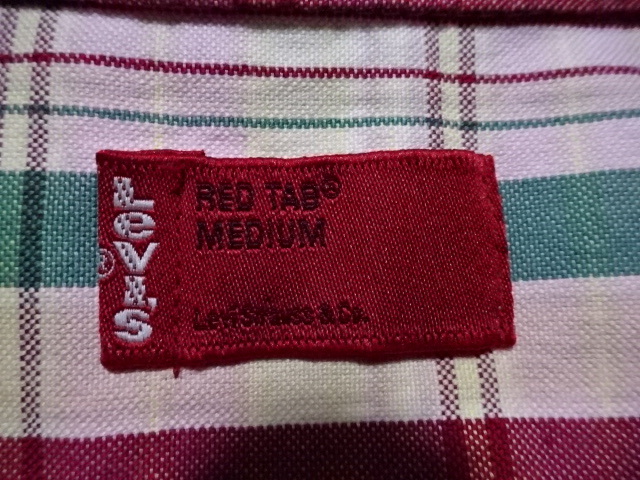 LeVI'S®
RED TAB®
MEDIUM
Levi Strauss & Co.